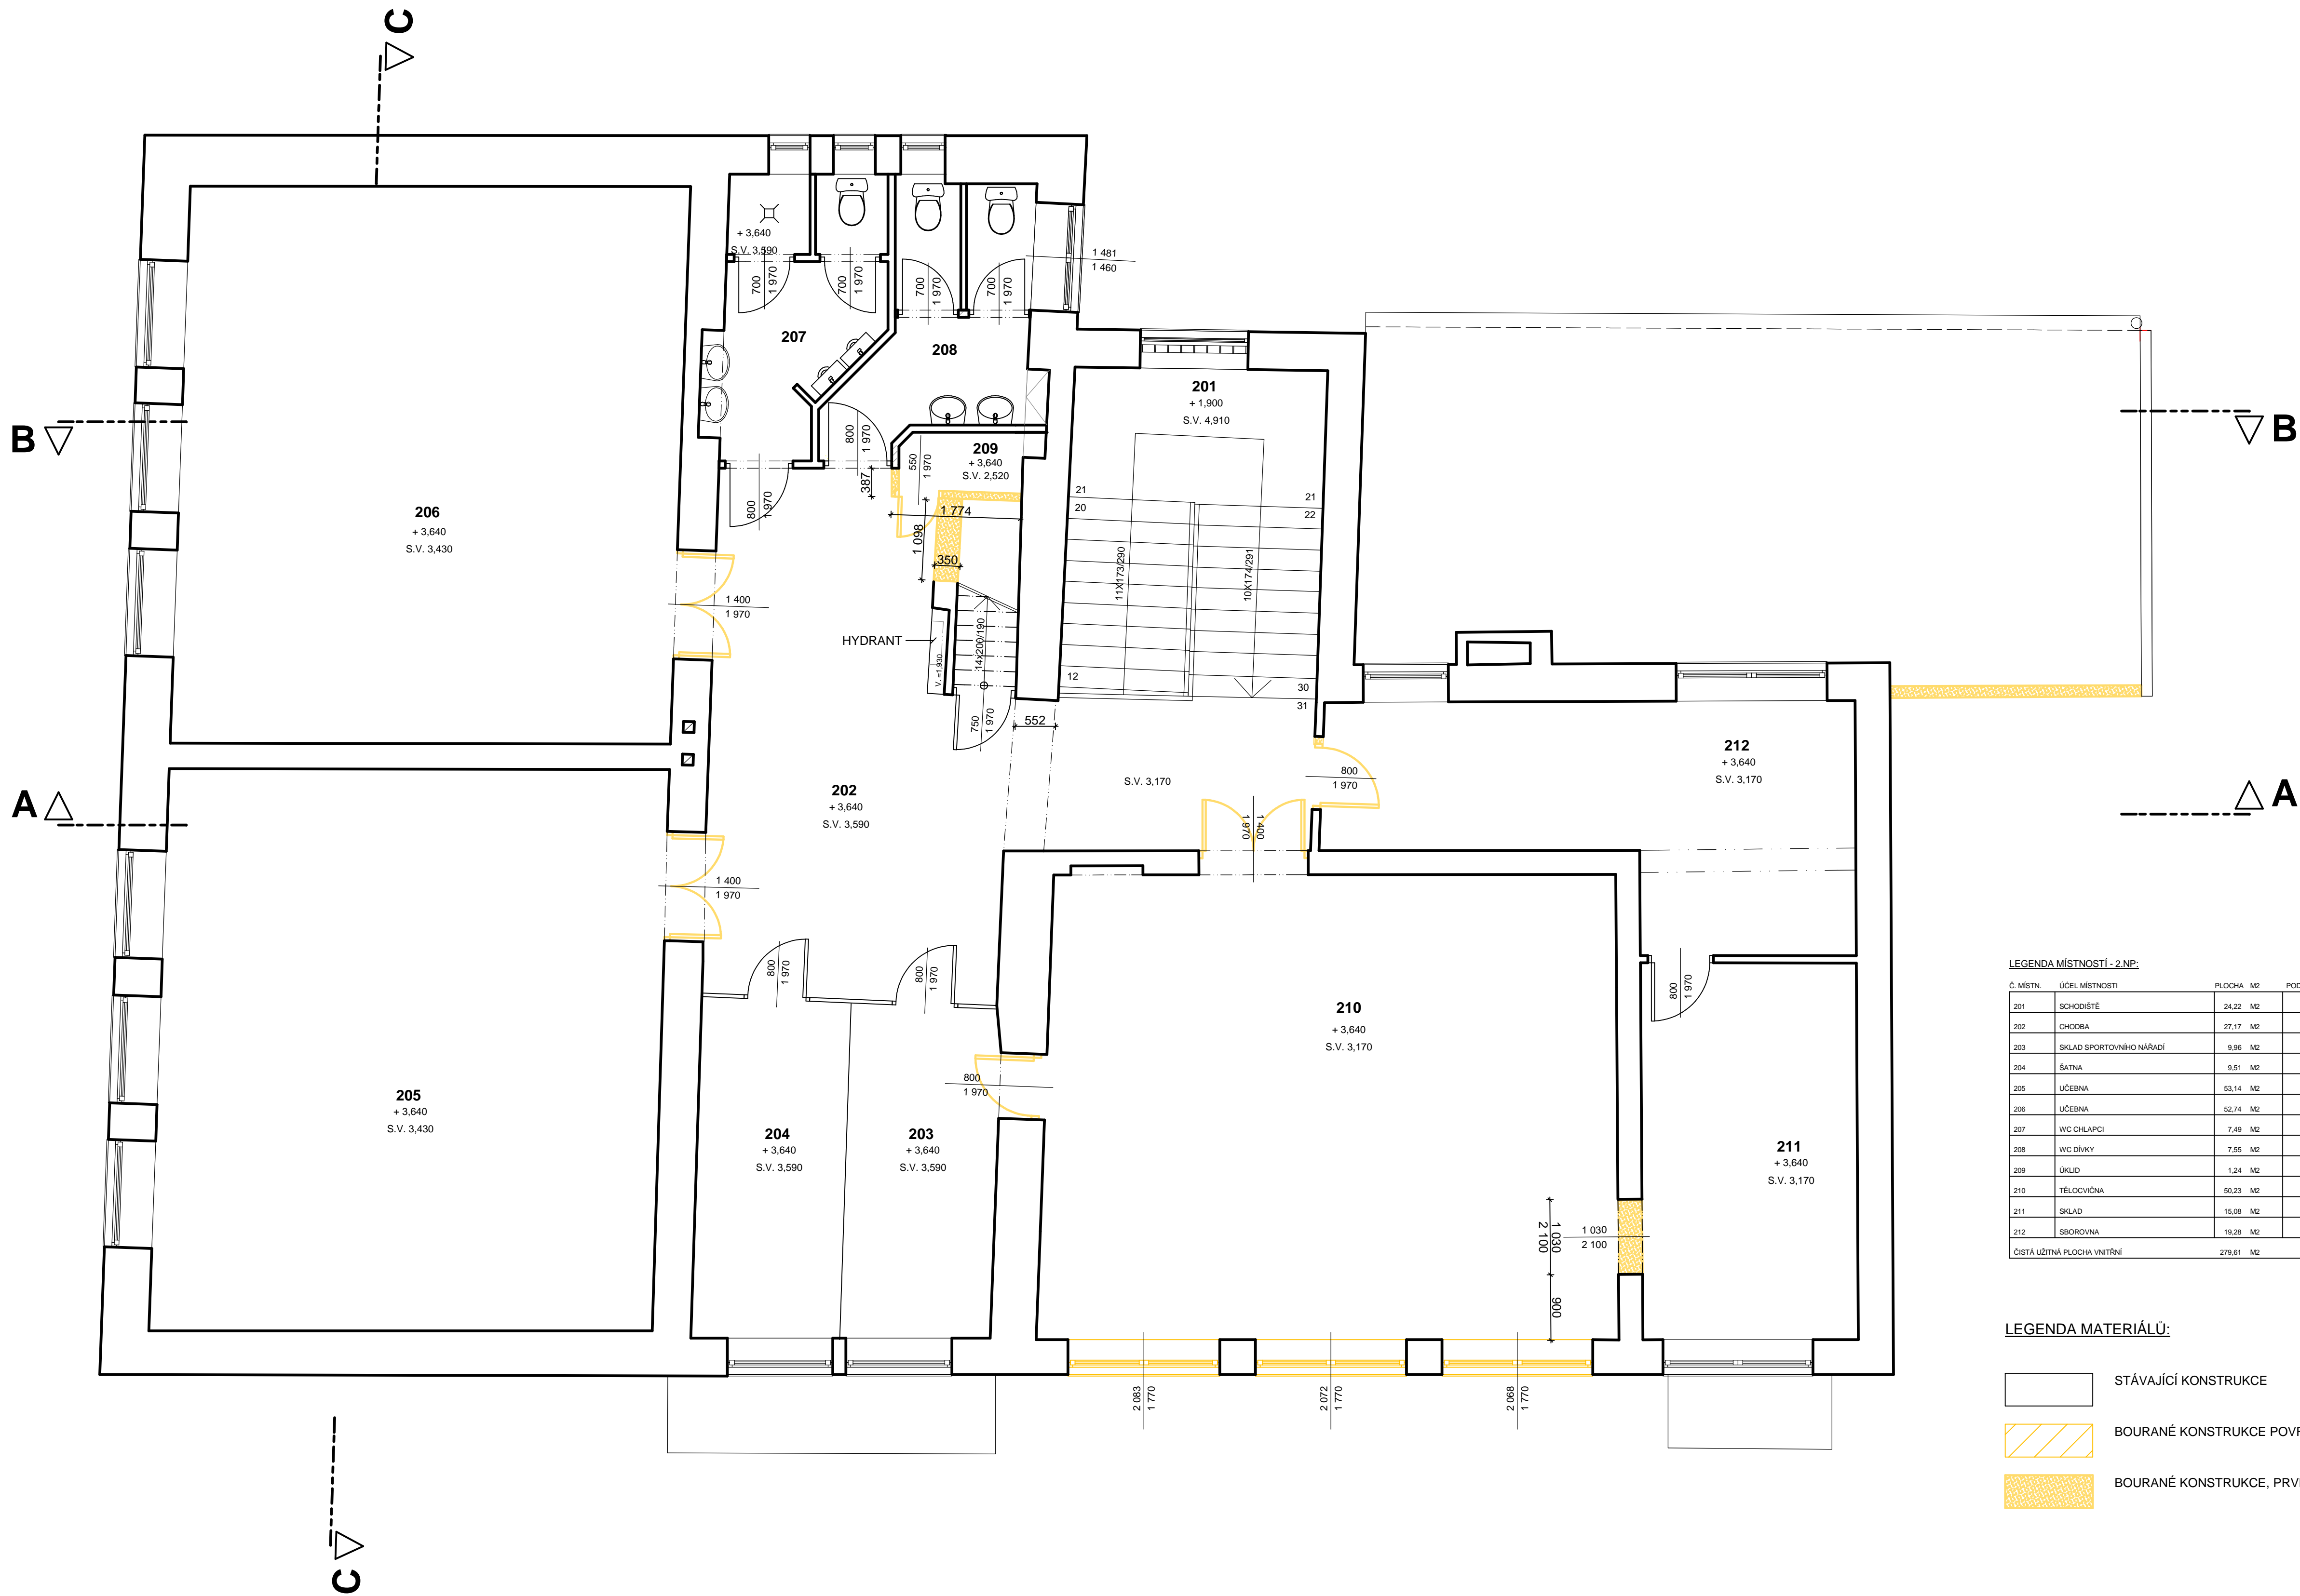 C
+ 3,640
S.V. 3,590
700
1 970
700
1 970
700
1 970
700
1 970
1 481
1 460
207
208
201
+ 1,900
S.V. 4,910
B
B
800
1 970
209
+ 3,640
S.V. 2,520
550
1 970
387
800
1 970
206
+ 3,640
S.V. 3,430
1 774
1 098
350
21
20
21
22
11X173/290
10X174/291
1 400
1 970
HYDRANT
14x200/190
12
30
31
750
1 970
552
212
+ 3,640
S.V. 3,170
S.V. 3,170
800
1 970
A
A
202
+ 3,640
S.V. 3,590
1 970
1 400
1 400
1 970
800
1 970
800
1 970
800
1 970
210
+ 3,640
S.V. 3,170
800
1 970
205
+ 3,640
S.V. 3,430
204
+ 3,640
S.V. 3,590
203
+ 3,640
S.V. 3,590
211
+ 3,640
S.V. 3,170
1 030
2 100
1 030
2 100
900
2 083
1 770
2 072
1 770
2 068
1 770
C
LEGENDA MÍSTNOSTÍ - 2.NP:
Č. MÍSTN. ÚČEL MÍSTNOSTI PLOCHA M2
201 SCHODIŠTĚ 24,22 M2
202 CHODBA 27,17 M2
203 SKLAD SPORTOVNÍHO NÁŘADÍ 9,96 M2
204 ŠATNA 9,51 M2
205 UČEBNA 53,14 M2
206 UČEBNA 52,74 M2
207 WC CHLAPCI 7,49 M2
208 WC DÍVKY 7,55 M2
209 ÚKLID 1,24 M2
210 TĚLOCVIČNA 50,23 M2
211 SKLAD 15,08 M2
212 SBOROVNA 19,28 M2
ČISTÁ UŽITNÁ PLOCHA VNITŘNÍ 279,61 M2
LEGENDA MATERIÁLŮ:
STÁVAJÍCÍ KONSTRUKCE
BOURANÉ KONSTRUKCE
BOURANÉ KONSTRUKCE,